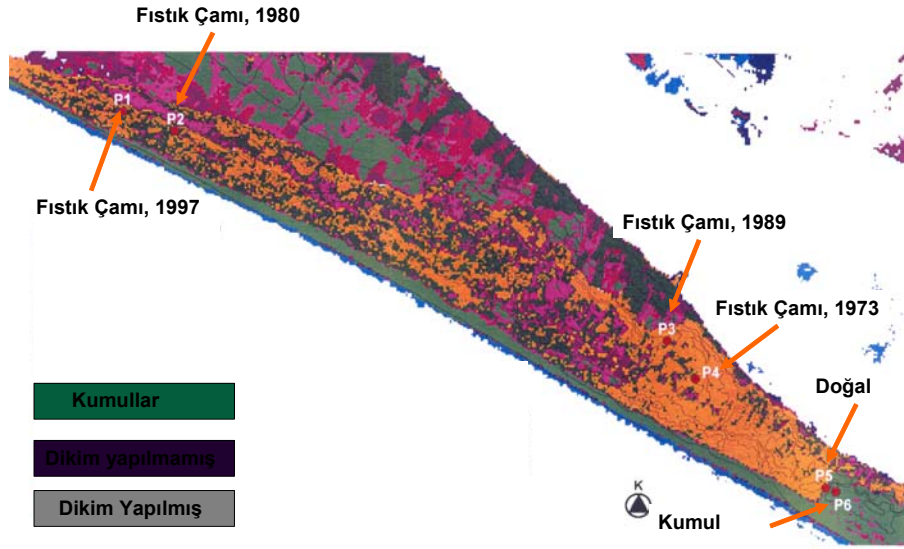 Fıstık Çamı, 1980
P1
P2
Fıstık Çamı, 1997
Fıstık Çamı, 1989
P3
Fıstık Çamı, 1973
P4
Doğal
Kumullar
Dikim yapılmamış
P5
K
P6
Dikim Yapılmış
Kumul